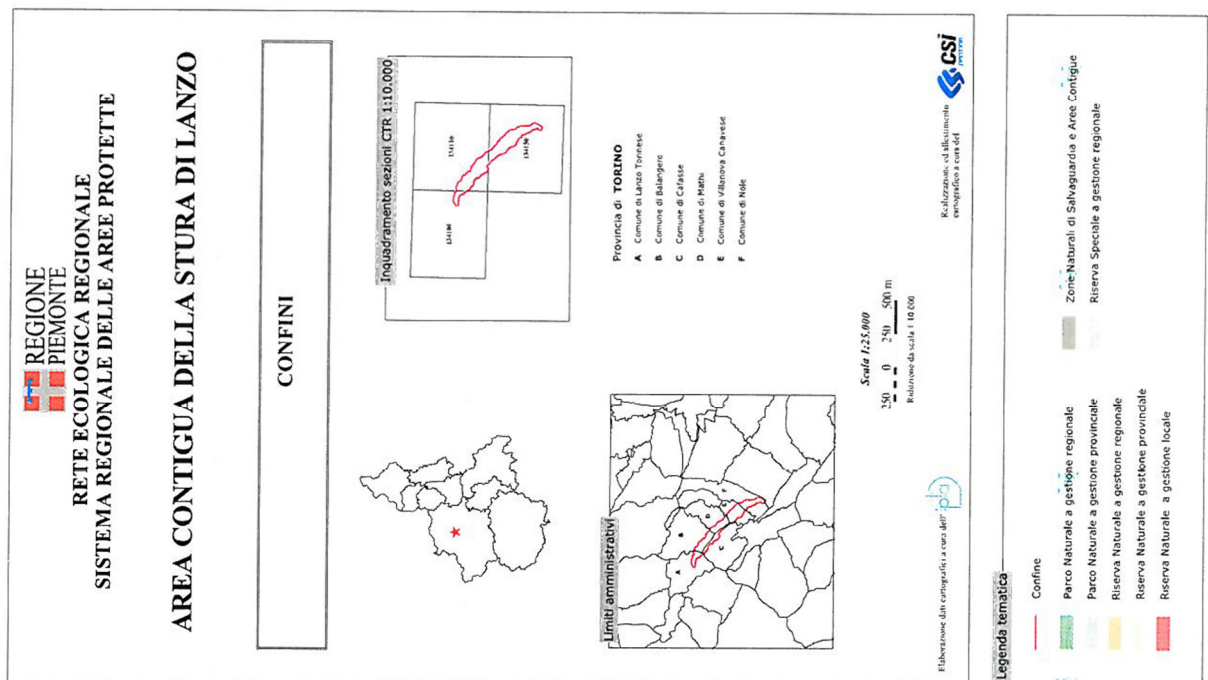 REGIONE
PIEMONTE
RETE ECOLOGICA REGIONALE
SISTEMA REGIONALE DELLE AREE PROTETTE
AREA CONTIGUA DELLA STURA DI LANZO
CONFINI
Inquadramento sezioni CTR 1:10.000
Limiti amministrativi
A
B
C
D
F
Provincia di TORINO
A Comune di Lanzo Torinese
B Comune di Balangero
C Comune di Cafasse
D Comune di Mathi
E Comune di Villanova Canavese
F Comune di Nole
Scala 1:25.000
250 0 250 500 m
Riduzione da scala 1:10.000
Elaborazione dati cartografici a cura dell'
ipla
Realizzazione ed allestimento
cartografico a cura del
CSI
Legenda tematica
Confine
Parco Naturale a gestione regionale
Parco Naturale a gestione provinciale
Riserva Naturale a gestione regionale
Riserva Naturale a gestione provinciale
Riserva Naturale a gestione locale
Zone Naturali di Salvaguardia e Aree Contigue
Riserva Speciale a gestione regionale